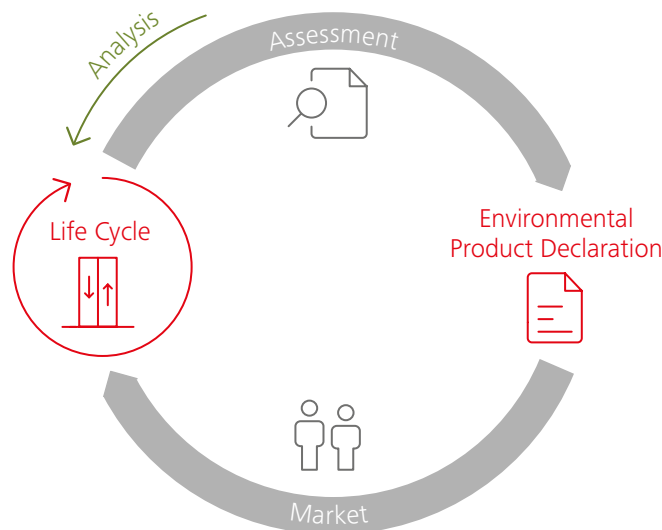 Analysis
Assessment
Life Cycle
Environmental
Product Declaration
Market